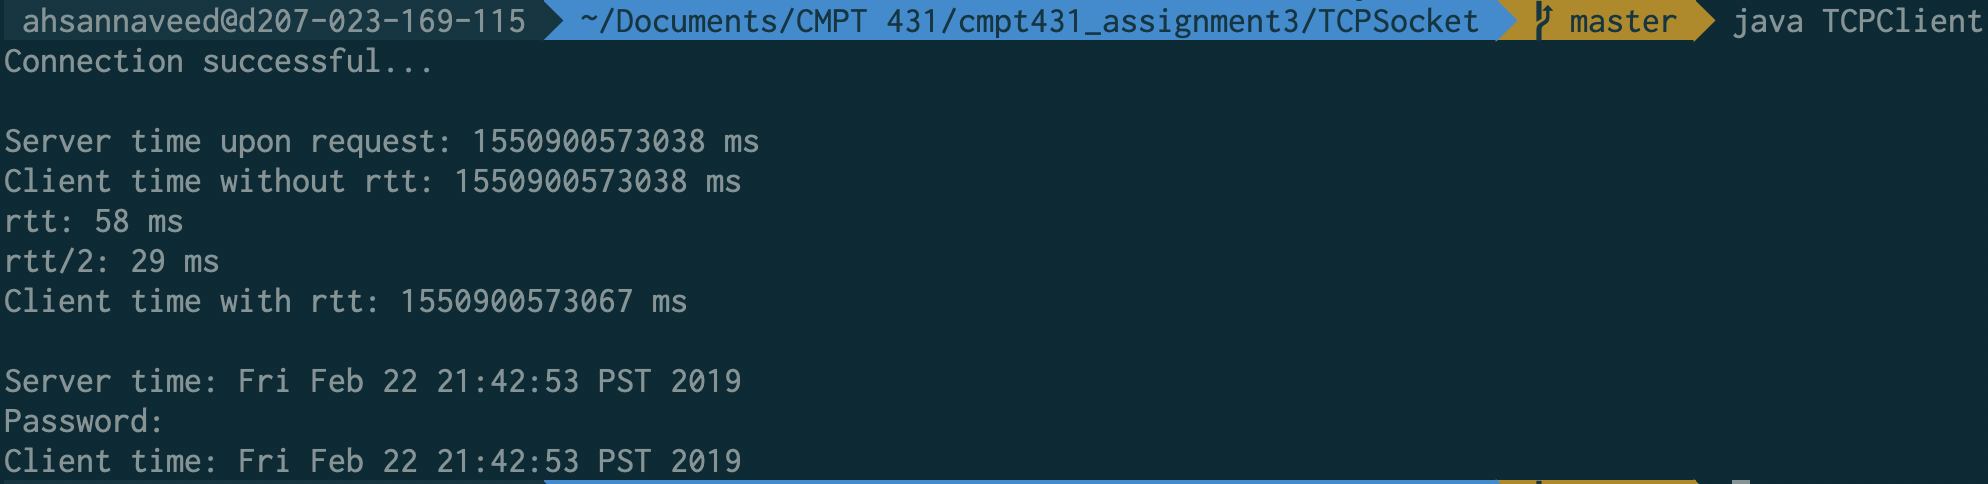 ahsannaveed@d207-023-169-115 ~/Documents/CMPT 431/cmpt431_assignment3/TCPSocket master java TCPClient
Connection successful...
Server time upon request: 1550900573038 ms
Client time without rtt: 1550900573038 ms
rtt: 58 ms
rtt/2: 29 ms
Client time with rtt: 1550900573067 ms
Server time: Fri Feb 22 21:42:53 PST 2019
Password:
Client time: Fri Feb 22 21:42:53 PST 2019